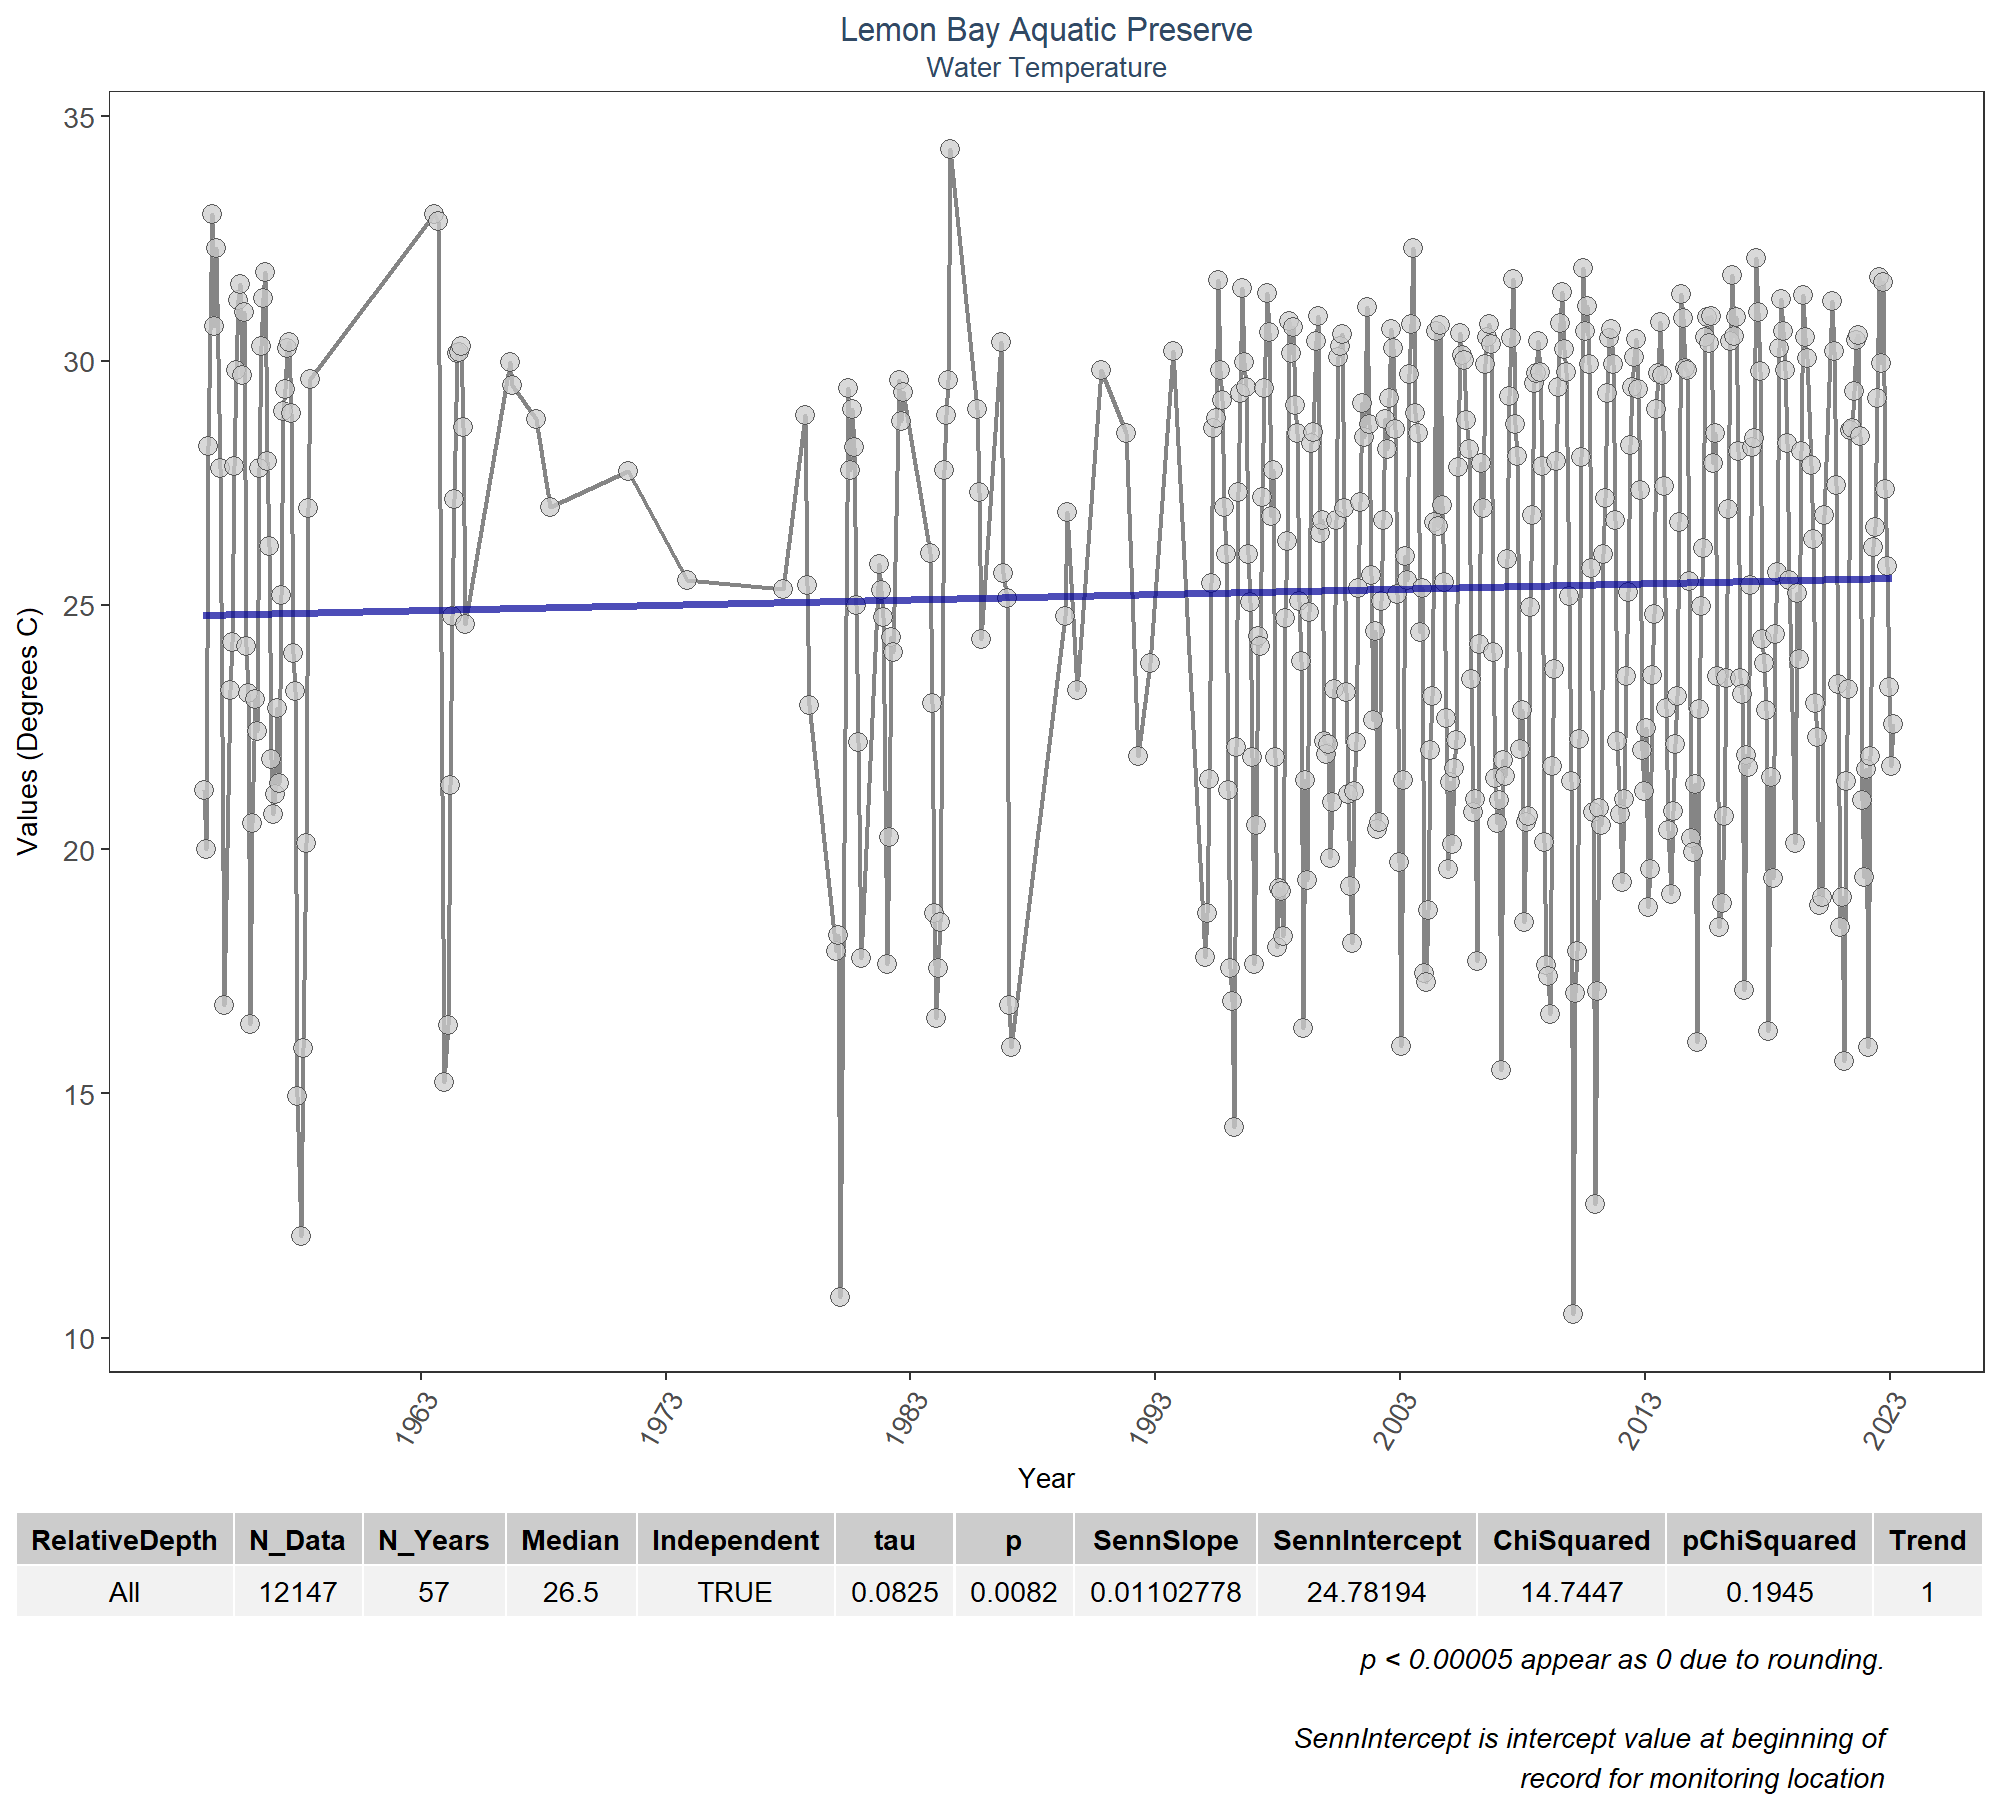 Lemon Bay Aquatic Preserve
Water Temperature
35
30
25
20
15
10
Values (Degrees C)
1963 1973 1983 1993 2003 2013 2023
Year
RelativeDepth N_Data N_Years Median Independent tau p SennSlope SennIntercept ChiSquared pChiSquared Trend
All 12147 57 26.5 TRUE 0.0825 0.0082 0.01102778 24.78194 14.7447 0.1945 1
p < 0.00005 appear as 0 due to rounding.
SennIntercept is intercept value at beginning of
record for monitoring location